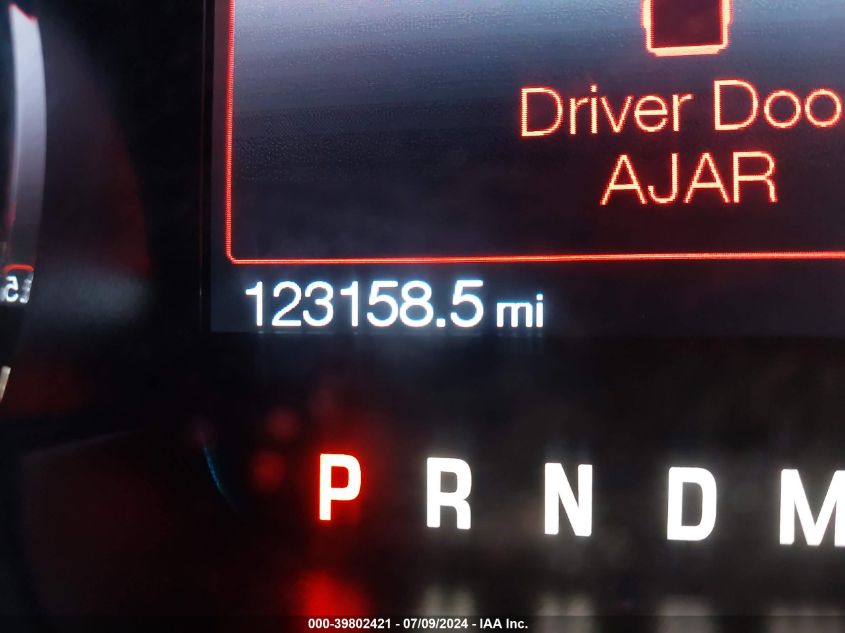 Driver Doo
AJAR
123158.5 mi
P R N D M
000-39802421 - 07/09/2024 - IAA Inc.